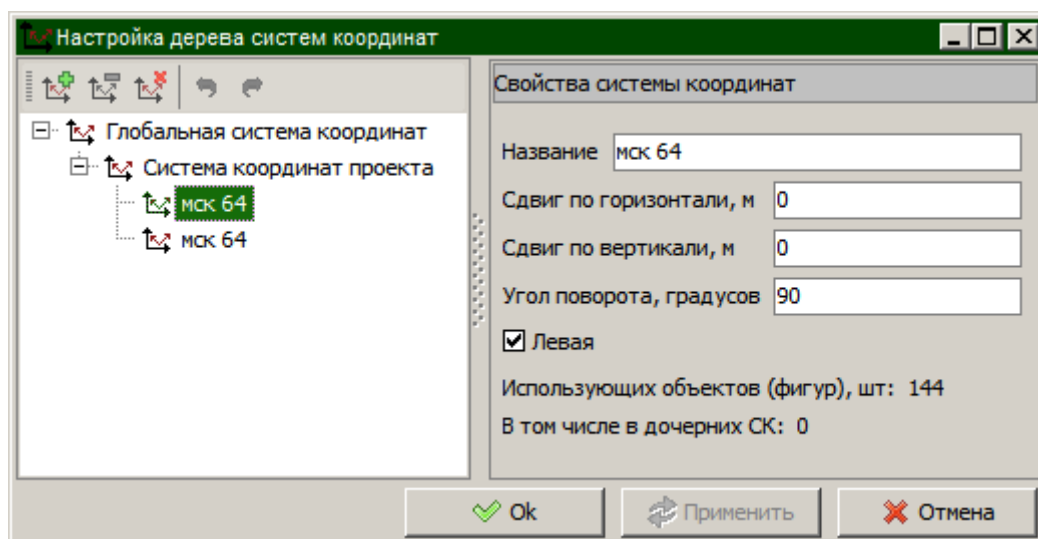 Настройка дерева систем координат
Глобальная система координат
Система координат проекта
мск 64
мск 64
Свойства системы координат
Название мск 64
Сдвиг по горизонтали, м 0
Сдвиг по вертикали, м 0
Угол поворота, градусов 90
Левая
Использующих объектов (фигур), шт: 144
В том числе в дочерних СК: 0
Ok Применить Отмена